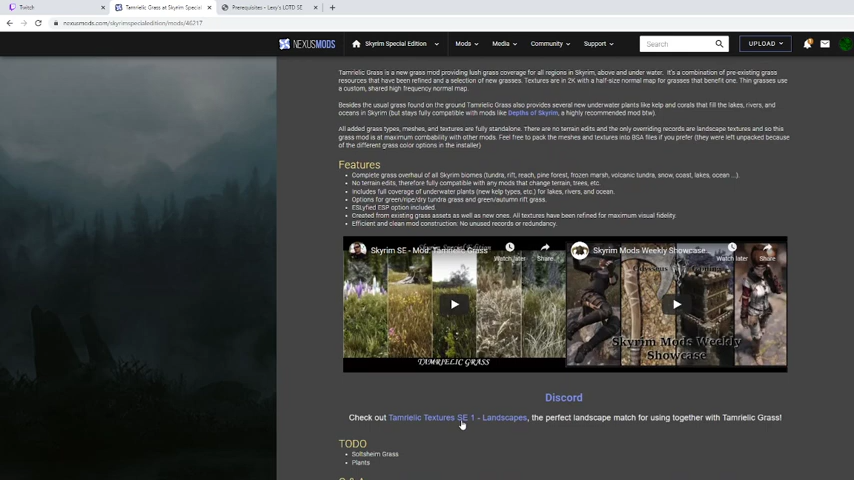 Twitch
Tamrielic Grass at Skyrim Special
Prerequisites - Lexy's LOTD SE
nexusmods.com/skyrimspecialedition/mods/46217
NEXUSMODS
Skyrim Special Edition
Mods
Media
Community
Support
Search
UPLOAD
Tamrielic Grass is a new grass mod providing lush grass coverage for all regions in Skyrim, above and under water. It's a combination of pre-existing grass
resources that have been refined and a selection of new grasses. Textures are in 2K with a half-size normal map for grasses that benefit one. Thin grasses use
a custom, shared high frequency normal map.
Besides the usual grass found on the ground Tamrielic Grass also provides several new underwater plants like kelp and corals that fill the lakes, rivers, and
oceans in Skyrim (but stays fully compatible with mods like Depths of Skyrim, a highly recommended mod btw).
All added grass types, meshes, and textures are fully standalone. There are no terrain edits and the only overriding records are landscape textures and so this
grass mod is at maximum combability with other mods. Feel free to pack the meshes and textures into BSA files if you prefer (they were left unpacked because
of the different grass color options in the installer)
Features
• Complete grass overhaul of all Skyrim biomes (tundra, rift, reach, pine forest, frozen marsh, volcanic tundra, snow, coast, lakes, ocean ...).
• No terrain edits, therefore fully compatible with any mods that change terrain, trees, etc.
• Includes full coverage of underwater plants (new kelp types, etc.) for lakes, rivers, and ocean.
• Options for green/ripe/dry tundra grass and green/autumn rift grass.
• ESLyfied ESP option included.
• Created from existing grass assets as well as new ones. All textures have been refined for maximum visual fidelity.
• Efficient and clean mod construction. No unused records or redundancy.
Skyrim SE - Mod: Tamrielic Grass
Watch later
Share
TAMRIELIC GRASS
Skyrim Mods Weekly Showcase...
Watch later
Share
Skyrim Mods Weekly
Showcase
Discord
Check out Tamrielic Textures SE 1 - Landscapes, the perfect landscape match for using together with Tamrielic Grass!
TODO
• Soltsheim Grass
• Plants